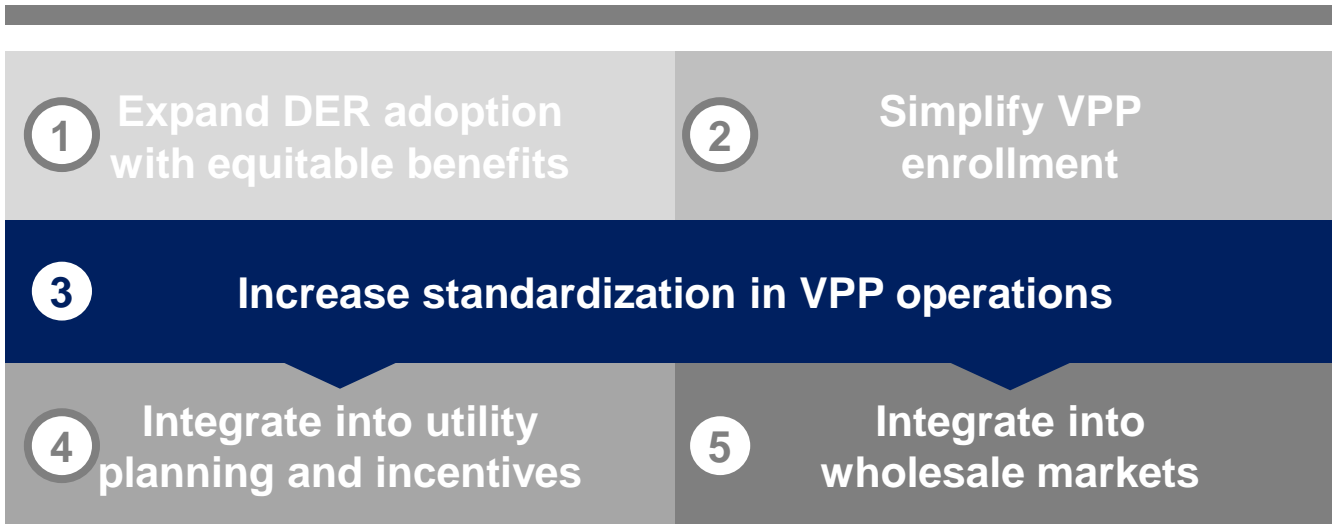 1
Expand DER adoption
with equitable benefits
2
Simplify VPP
enrollment
3
Increase standardization in VPP operations
4
Integrate into utility
planning and incentives
5
Integrate into
wholesale markets